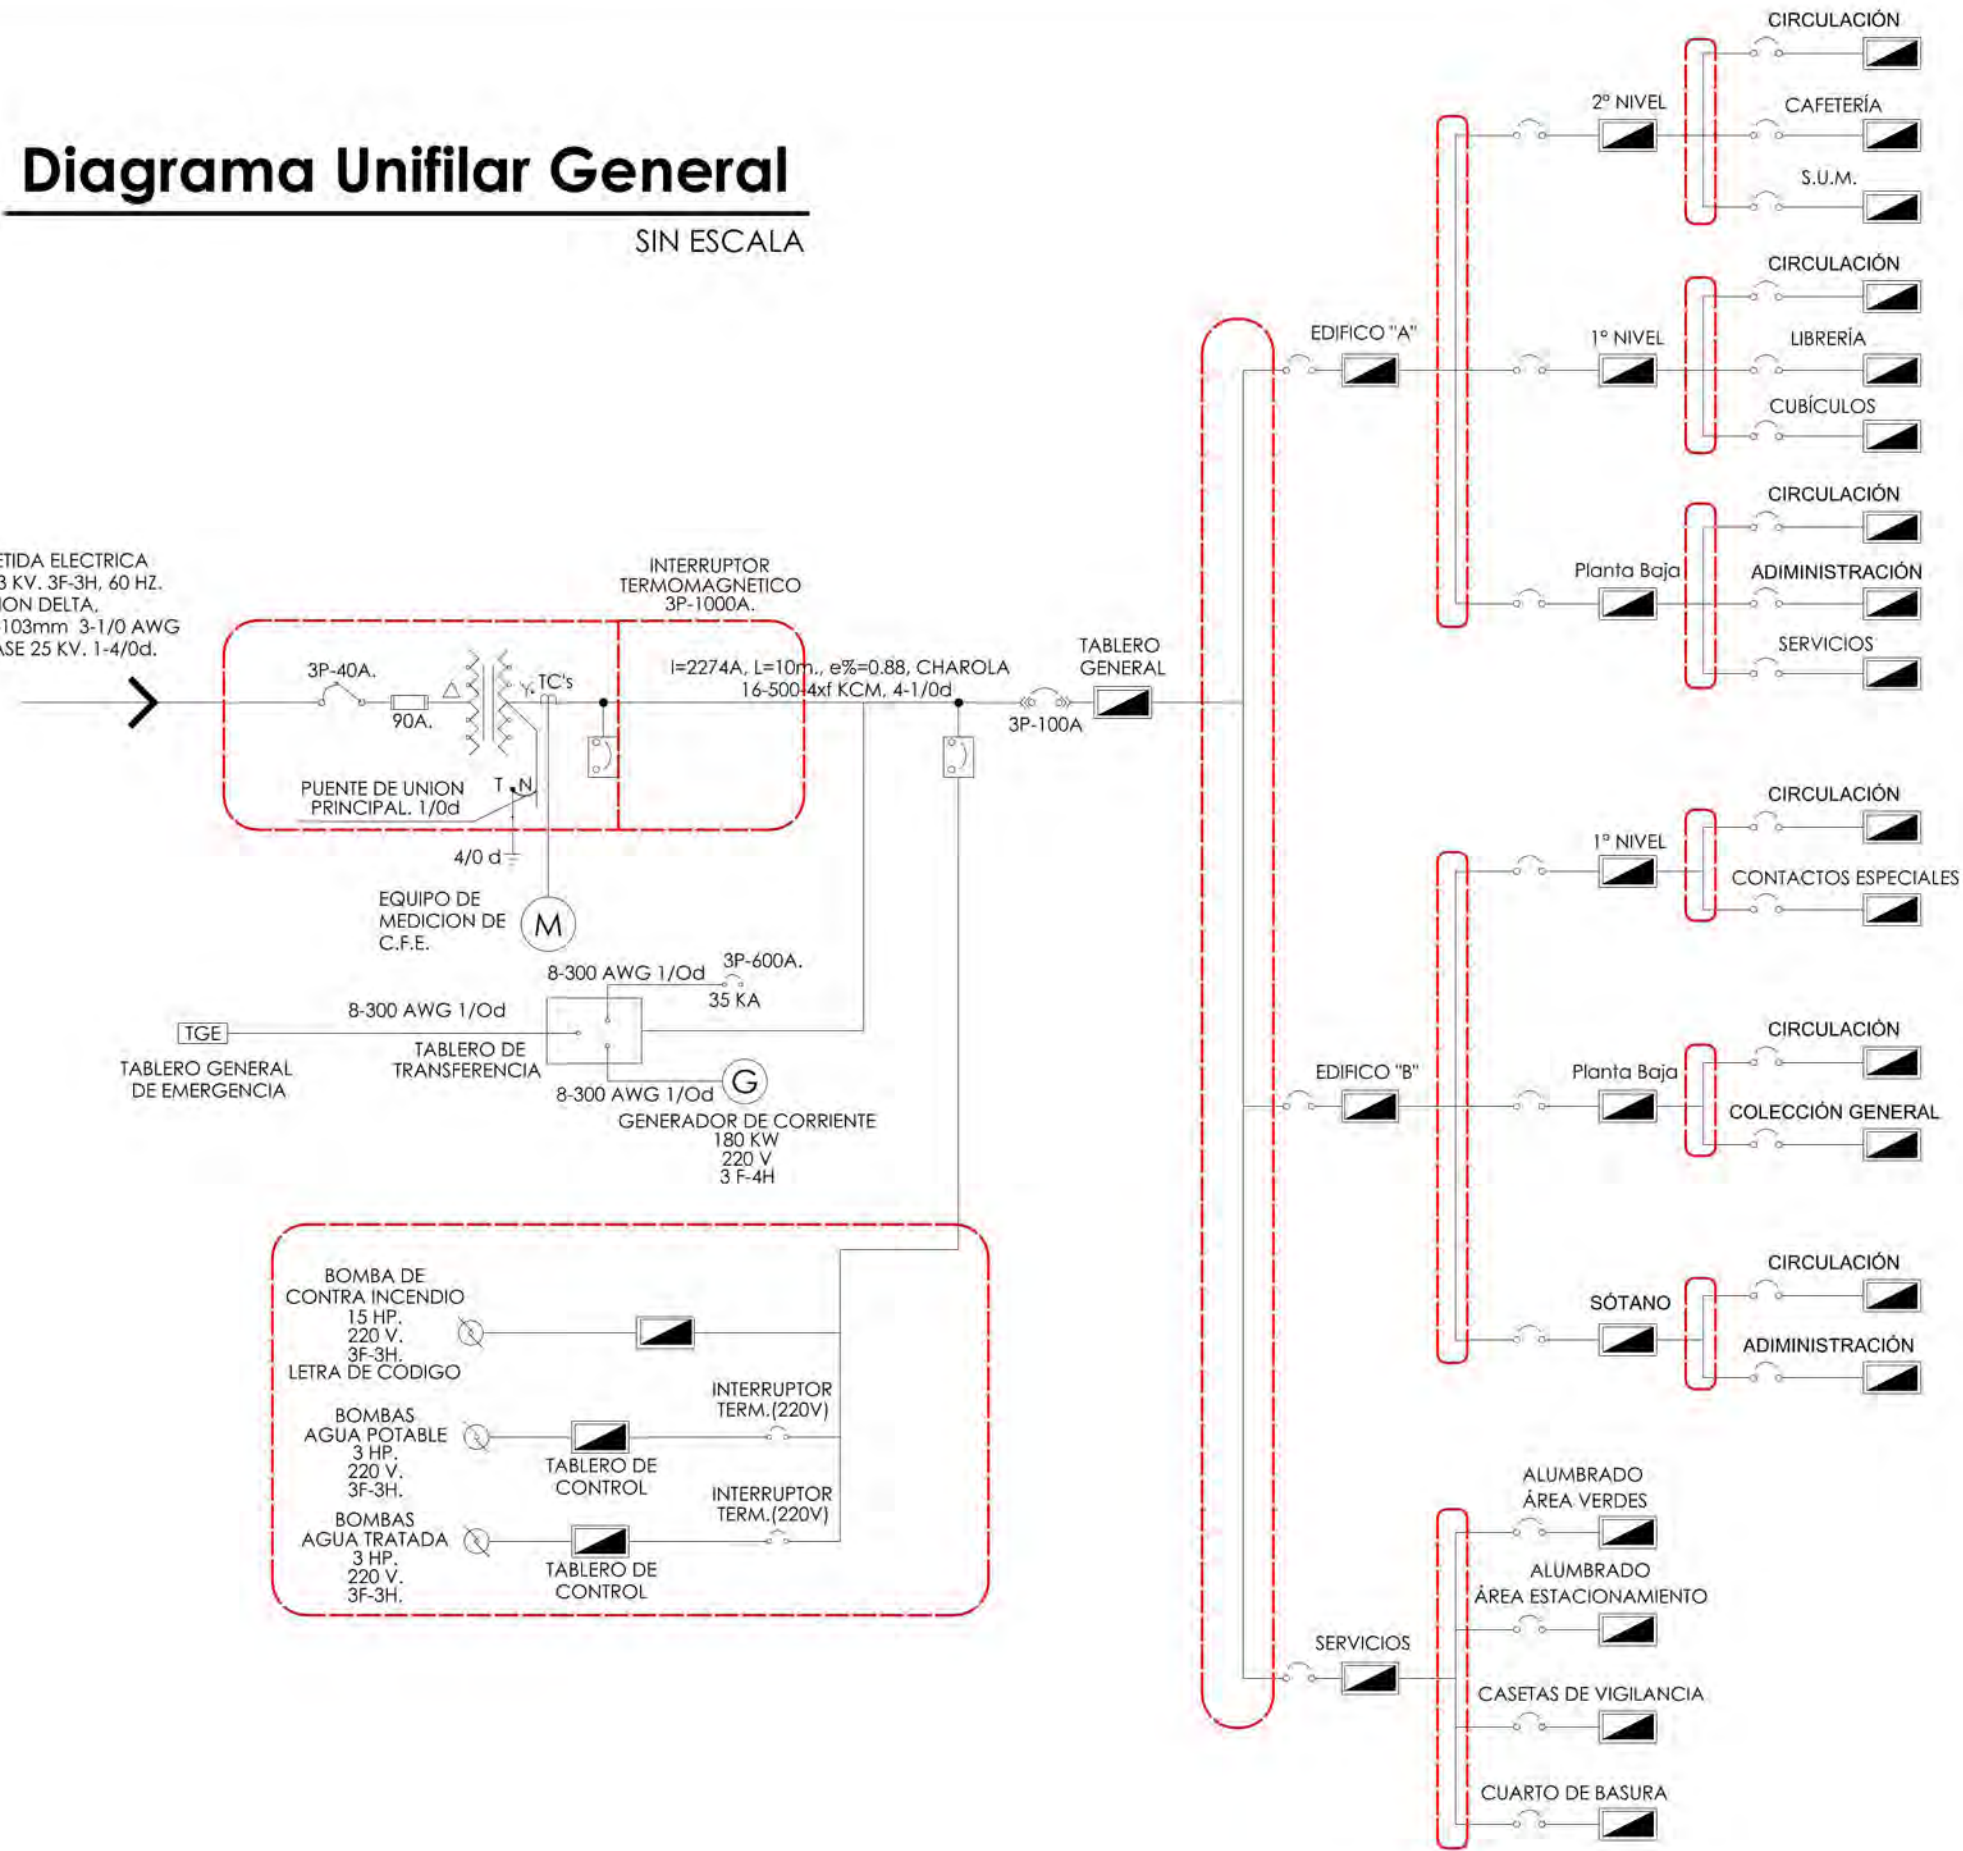 Diagrama Unifilar General
SIN ESCALA
ELECTRICA
KV. 3F-3H, 60 HZ.
DELTA,
103mm 3-1/0 AWG
25 KV. 1-4/0d.
3P-40A.
90A.
TC's
PUENTE DE UNION
PRINCIPAL. 1/0d
T N
4/0 d
EQUIPO DE
MEDICION DE
C.F.E.
M
INTERRUPTOR
TERMOMAGNETICO
3P-1000A.
I=2274A, L=10m., e%=0.88, CHAROLA
16-500-4xf KCM, 4-1/0d
3P-100A
TABLERO
GENERAL
8-300 AWG 1/Od
3P-600A.
35 KA
TGE
8-300 AWG 1/Od
TABLERO GENERAL
DE EMERGENCIA
TABLERO DE
TRANSFERENCIA
8-300 AWG 1/Od
G
GENERADOR DE CORRIENTE
180 KW
220 V
3 F-4H
BOMBA DE
CONTRA INCENDIO
15 HP.
220 V.
3F-3H.
LETRA DE CODIGO
BOMBAS
AGUA POTABLE
3 HP.
220 V.
3F-3H.
TABLERO DE
CONTROL
INTERRUPTOR
TERM.(220V)
BOMBAS
AGUA TRATADA
3 HP.
220 V.
3F-3H.
TABLERO DE
CONTROL
INTERRUPTOR
TERM.(220V)
EDIFICO "A"
2º NIVEL
CIRCULACIÓN
CAFETERÍA
S.U.M.
1º NIVEL
CIRCULACIÓN
LIBRERÍA
CUBÍCULOS
Planta Baja
CIRCULACIÓN
ADIMINISTRACIÓN
SERVICIOS
EDIFICO "B"
1º NIVEL
CIRCULACIÓN
CONTACTOS ESPECIALES
Planta Baja
CIRCULACIÓN
COLECCIÓN GENERAL
SÓTANO
CIRCULACIÓN
ADIMINISTRACIÓN
SERVICIOS
ALUMBRADO
ÁREA VERDES
ALUMBRADO
ÁREA ESTACIONAMIENTO
CASETAS DE VIGILANCIA
CUARTO DE BASURA